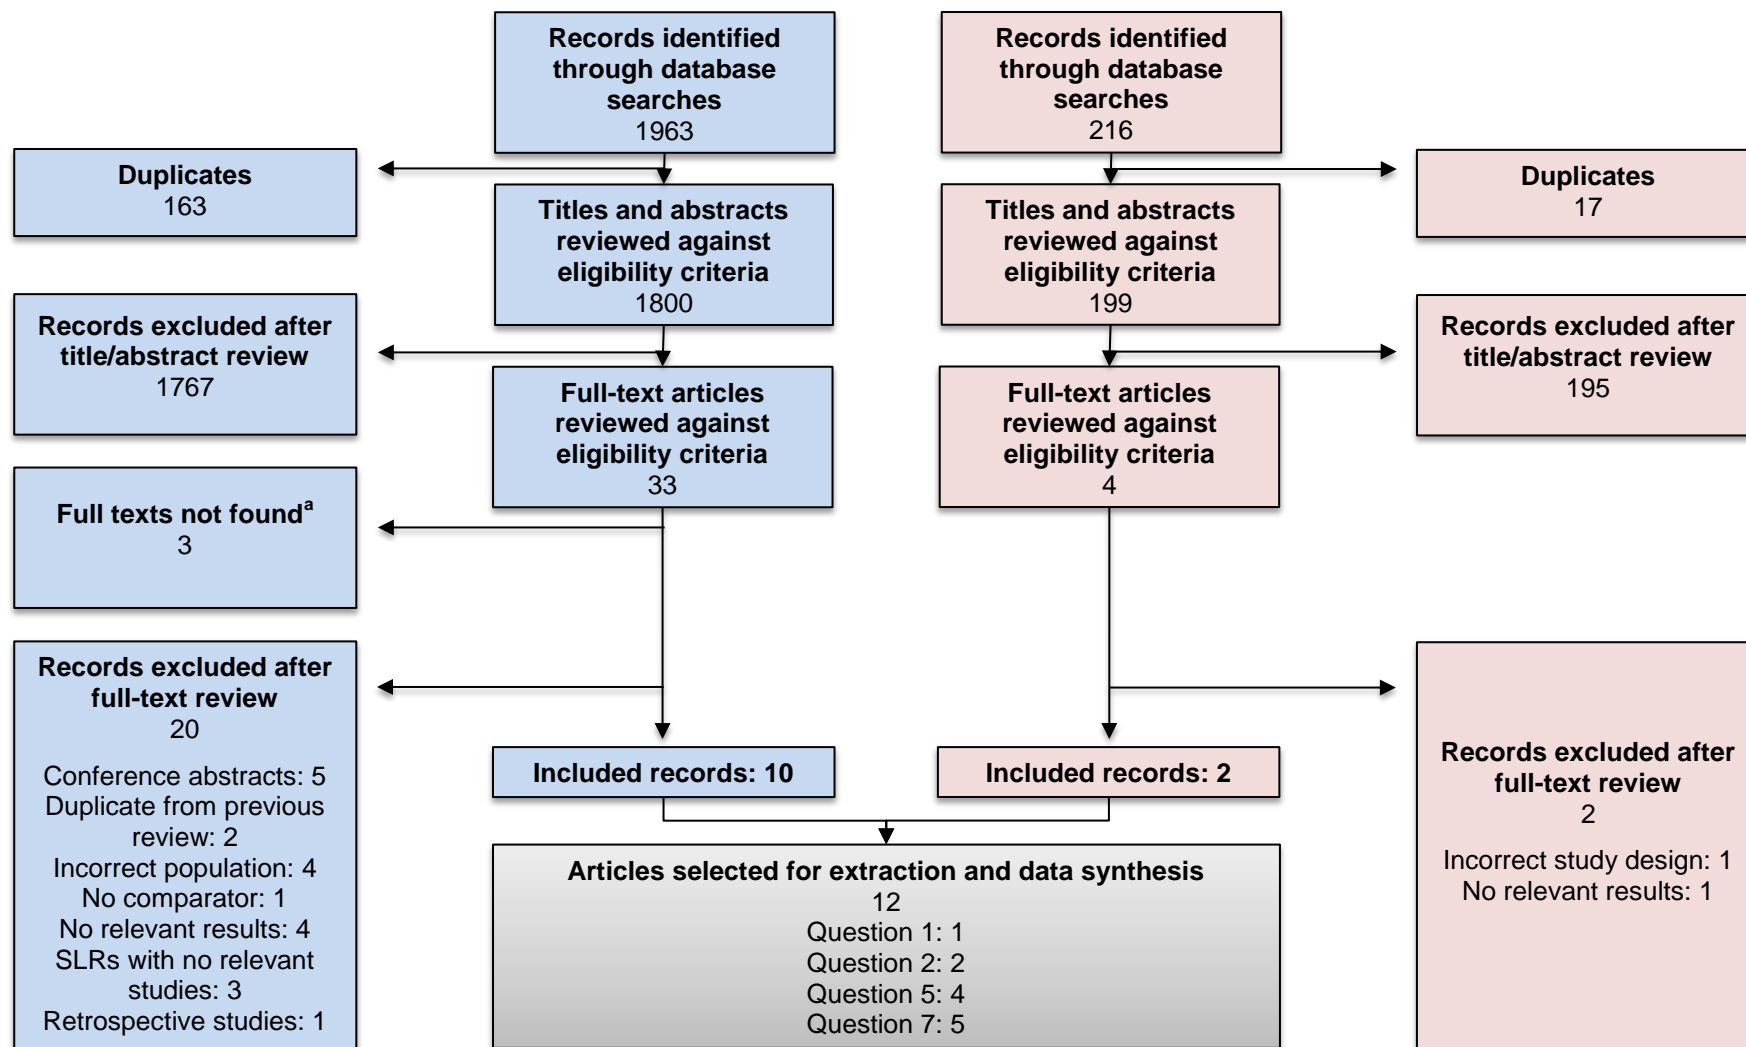 Records identified
through database
searches
1963
Records identified
through database
searches
216
Duplicates
163
Duplicates
17
Titles and abstracts
reviewed against
eligibility criteria
1800
Titles and abstracts
reviewed against
eligibility criteria
199
Records excluded after
title/abstract review
1767
Records excluded after
title/abstract review
195
Full-text articles
reviewed against
eligibility criteria
33
Full-text articles
reviewed against
eligibility criteria
4
Full texts not foundᵃ
3
Records excluded after
full-text review
20
Conference abstracts: 5
Duplicate from previous
review: 2
Incorrect population: 4
No comparator: 1
No relevant results: 4
SLRs with no relevant
studies: 3
Retrospective studies: 1
Included records: 10
Included records: 2
Records excluded after
full-text review
2
Incorrect study design: 1
No relevant results: 1
Articles selected for extraction and data synthesis
12
Question 1: 1
Question 2: 2
Question 5: 4
Question 7: 5